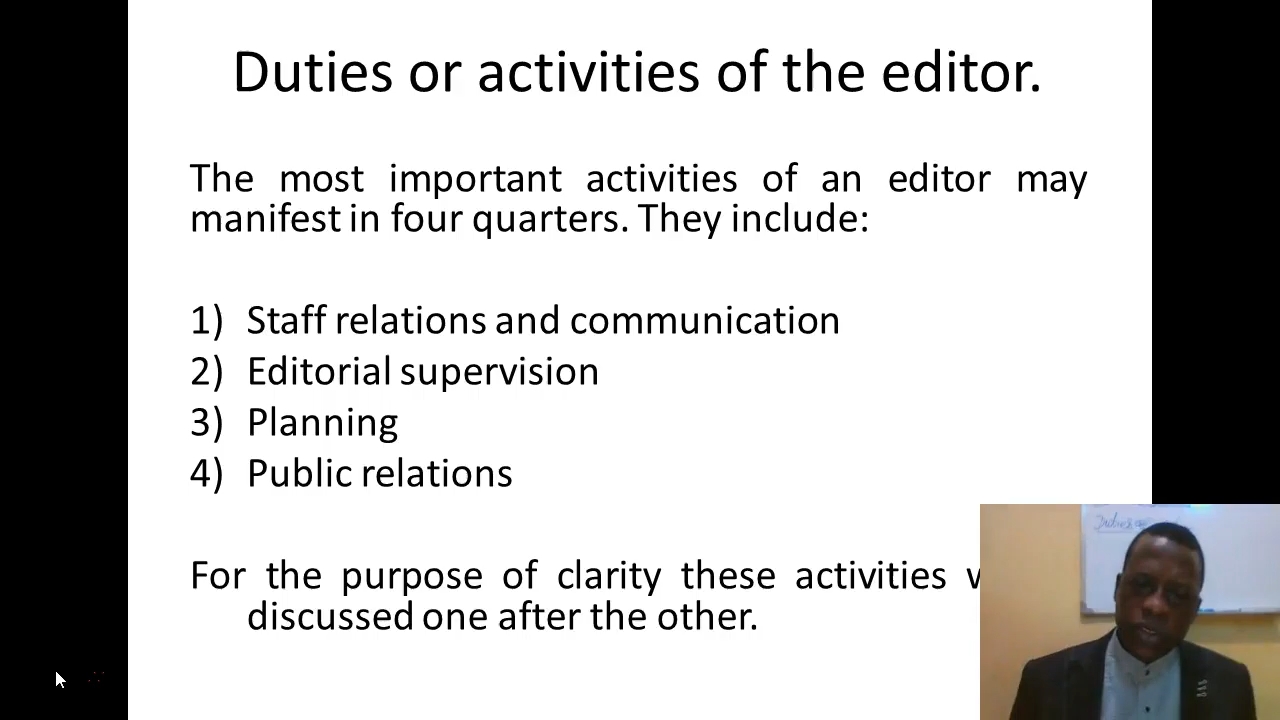 Duties or activities of the editor.
The most important activities of an editor may
manifest in four quarters. They include:
1) Staff relations and communication
2) Editorial supervision
3) Planning
4) Public relations
For the purpose of clarity these activities
discussed one after the other.
Duties